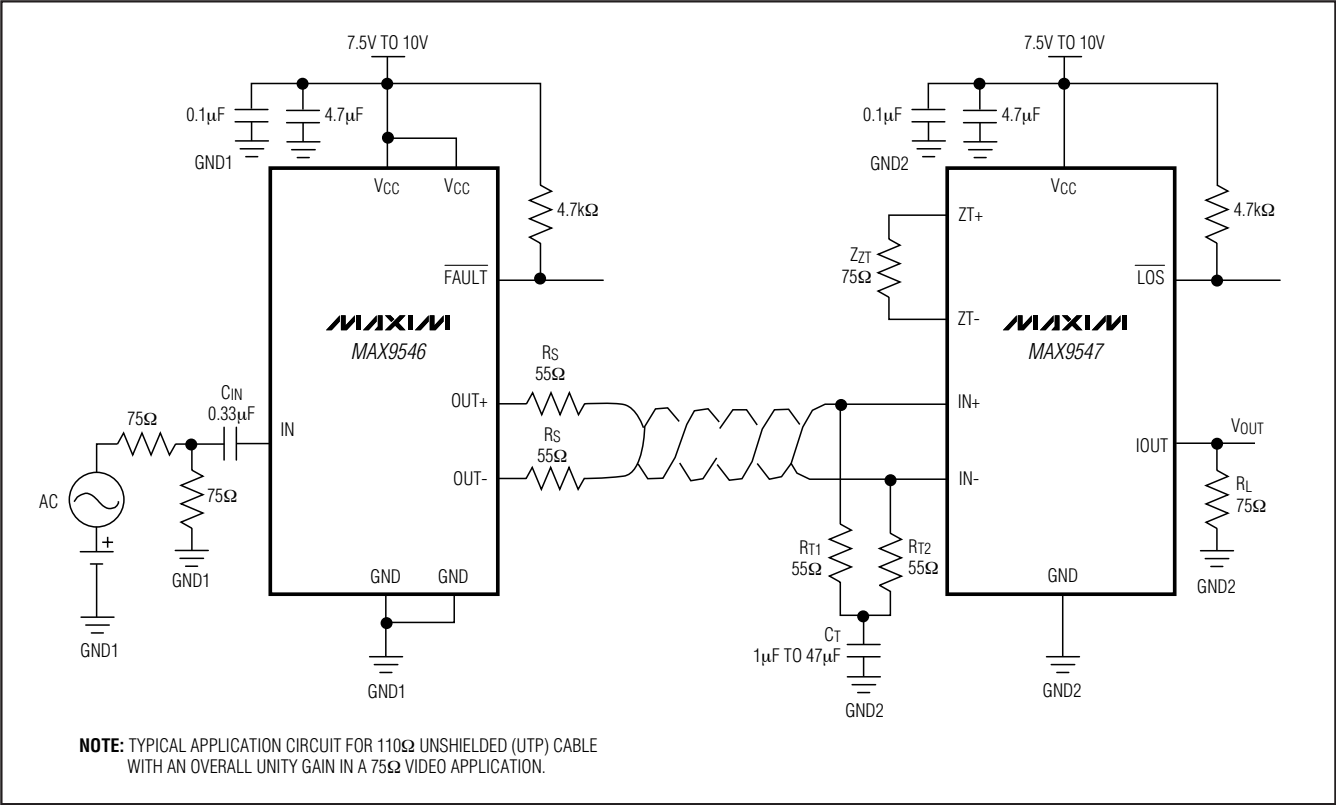 7.5V TO 10V
7.5V TO 10V
0.1µF
4.7µF
GND1
0.1µF
4.7µF
GND2
VCC
VCC
VCC
4.7kΩ
4.7kΩ
ZT+
ZZT
75Ω
ZT-
FAULT
LOS
MAXIM
MAX9546
MAXIM
MAX9547
RS
55Ω
OUT+
RS
55Ω
OUT-
CIN
0.33µF
75Ω
IN
75Ω
AC
+
GND1
GND1
IN+
IN-
IOUT
VOUT
RL
75Ω
GND2
RT1
55Ω
RT2
55Ω
CT
1µF TO 47µF
GND2
GND
GND
GND1
GND
GND2
NOTE: TYPICAL APPLICATION CIRCUIT FOR 110Ω UNSHIELDED (UTP) CABLE
WITH AN OVERALL UNITY GAIN IN A 75Ω VIDEO APPLICATION.